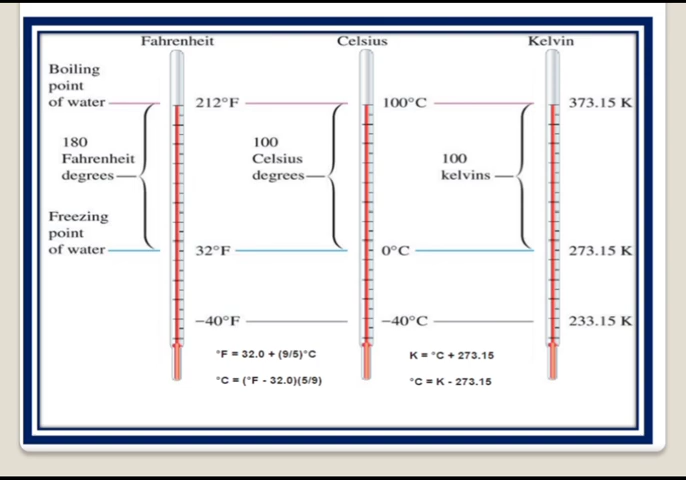 Fahrenheit
Celsius
Kelvin
Boiling
point
of water
212°F
100°C
373.15 K
180
Fahrenheit
degrees
100
Celsius
degrees
100
kelvins
Freezing
point
of water
32°F
0°C
273.15 K
−40°F
−40°C
233.15 K
°F = 32.0 + (9/5)°C
K = °C + 273.15
°C = (°F - 32.0)(5/9)
°C = K - 273.15